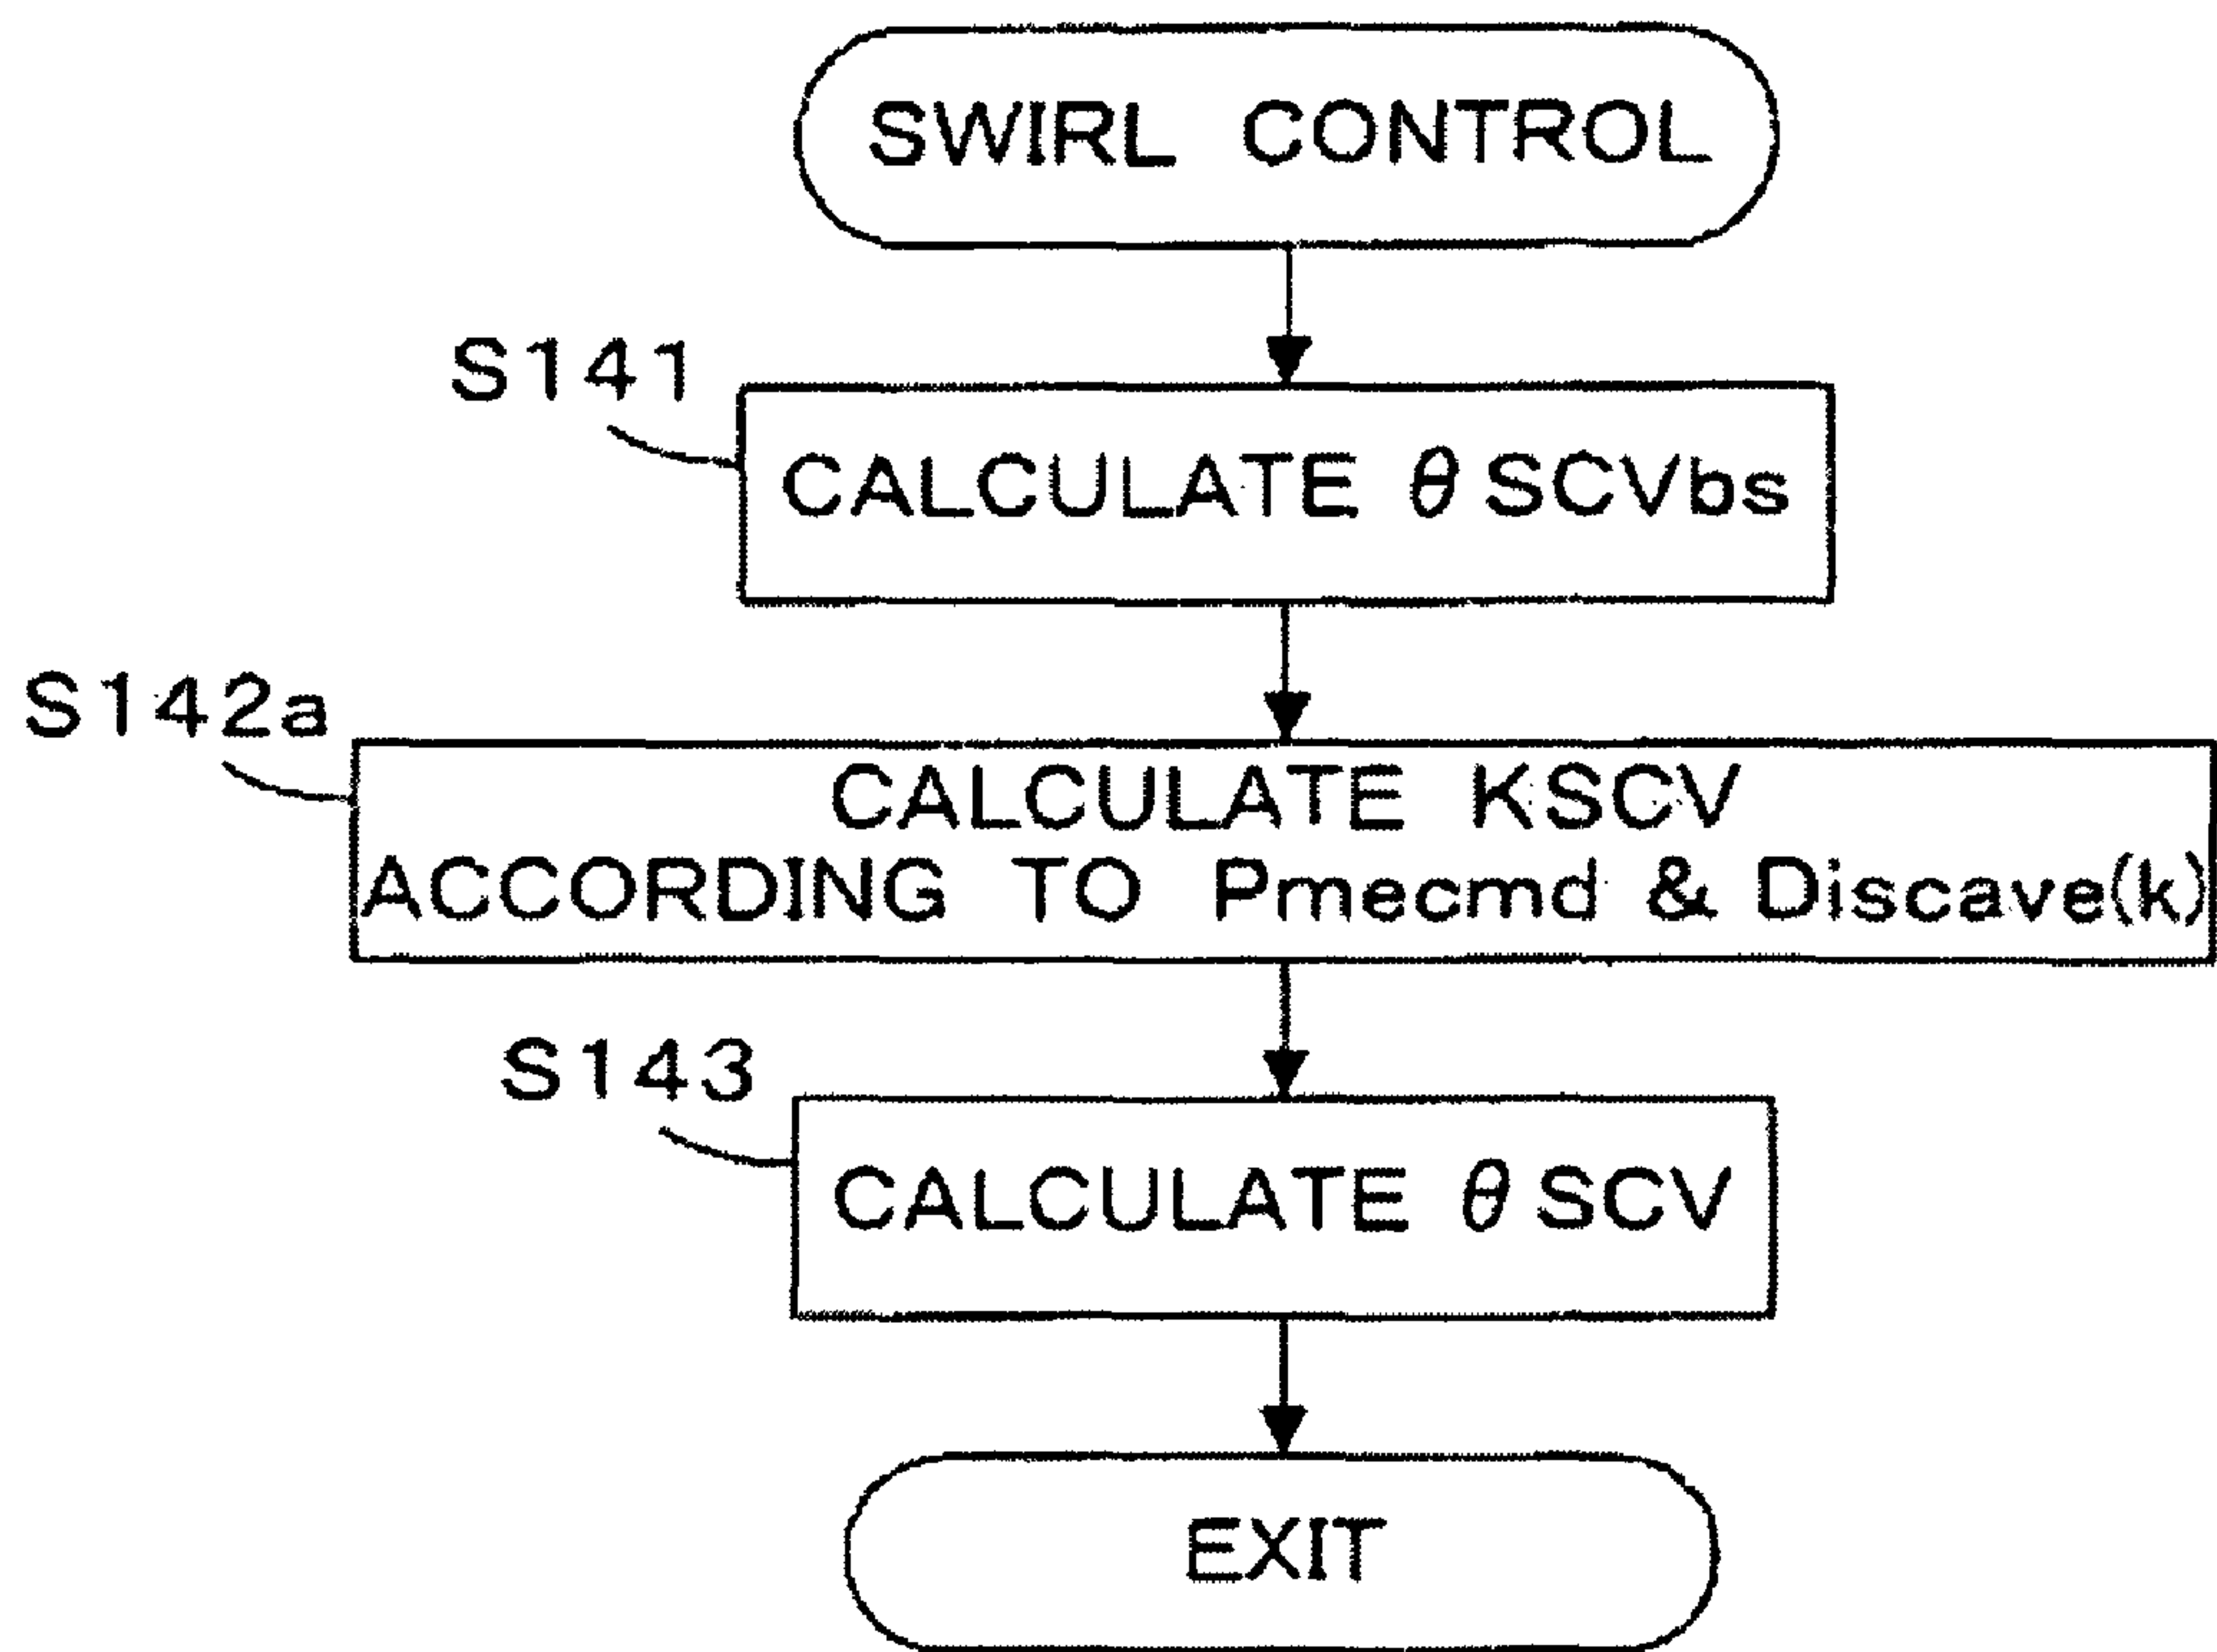 SWIRL CONTROL
S141
CALCULATE θSCVbs
S142a
CALCULATE KSCV
ACCORDING TO Pmecmd & Discave(k)
S143
CALCULATE θSCV
EXIT